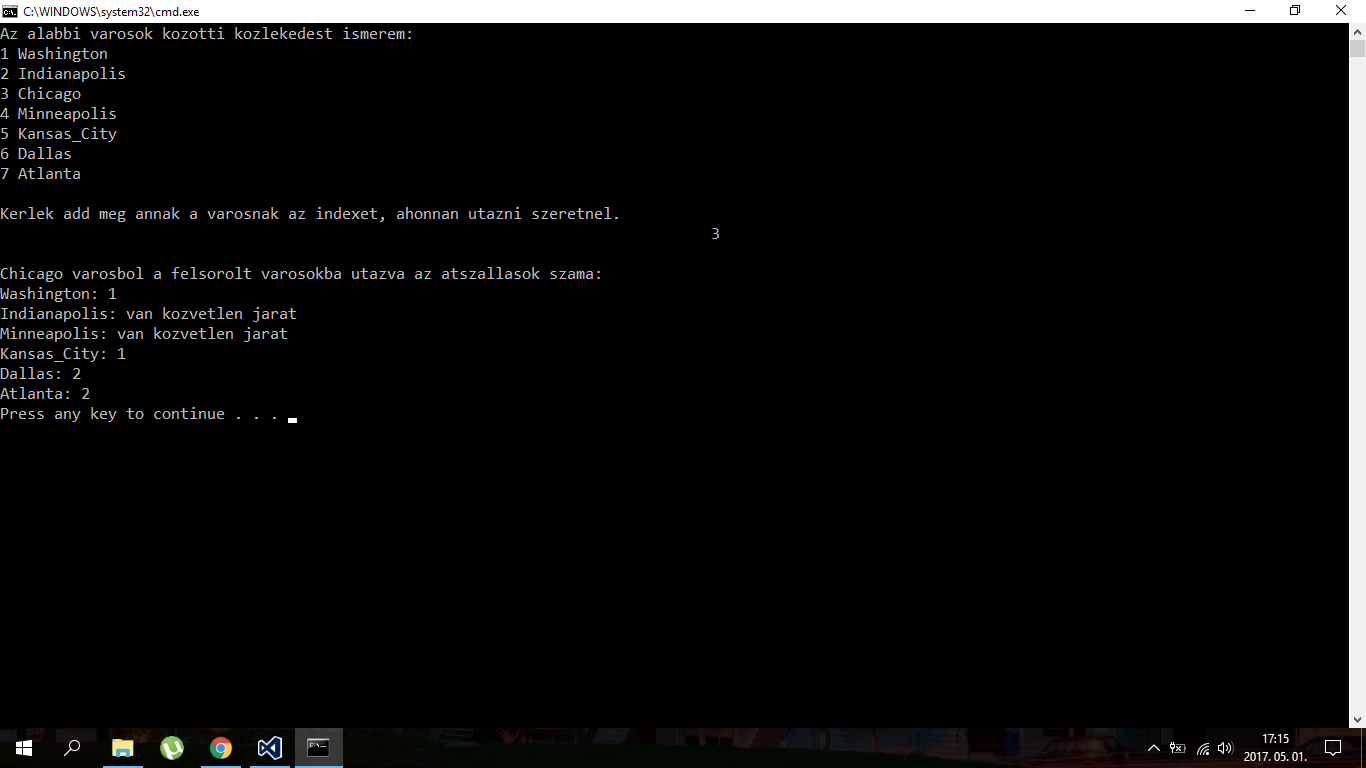 C:\WINDOWS\system32\cmd.exe
Az alabbi varosok kozotti kozlekedest ismerem:
1 Washington
2 Indianapolis
3 Chicago
4 Minneapolis
5 Kansas_City
6 Dallas
7 Atlanta
Kerlek add meg annak a varosnak az indexet, ahonnan utazni szeretnel.
3
Chicago varosbol a felsorolt varosokba utazva az atszallasok szama:
Washington: 1
Indianapolis: van kozvetlen jarat
Minneapolis: van kozvetlen jarat
Kansas_City: 1
Dallas: 2
Atlanta: 2
Press any key to continue . . .
17:15
2017. 05. 01.